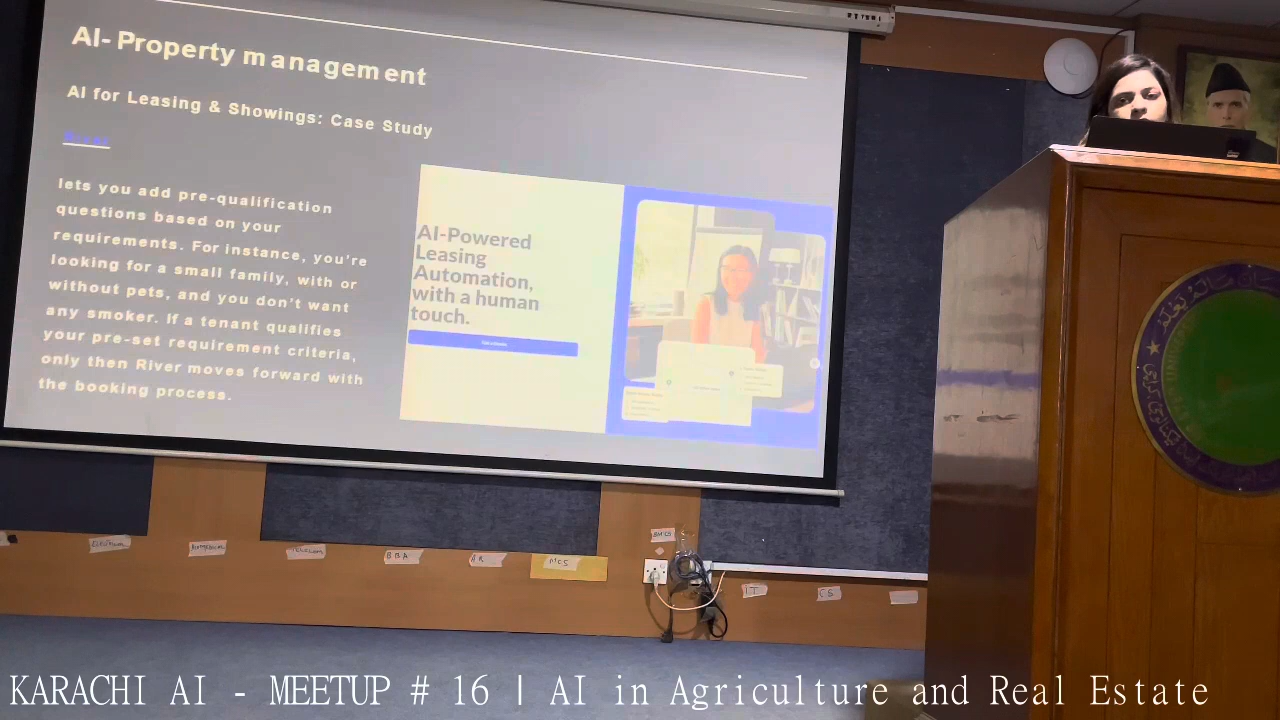 AI- Property management
AI for Leasing & Showings: Case Study
lets you add pre-qualification
questions based on your
requirements. For instance, you're
looking for a small family, with or
without pets, and you don't want
any smoker. If a tenant qualifies
your pre-set requirement criteria,
only then River moves forward with
the booking process.
AI-Powered
Leasing
Automation,
with a human
touch.
BBA
MCS
IT
CS
KARACHI AI - MEETUP # 16 | AI in Agriculture and Real Estate